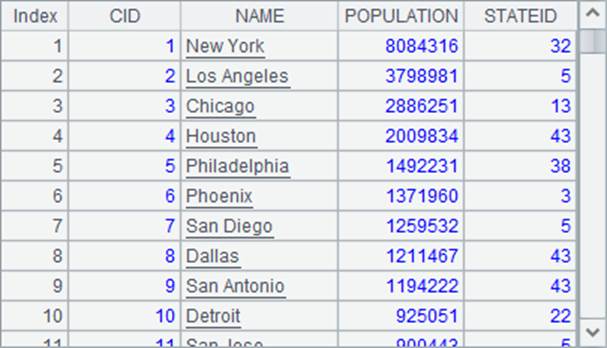 Index CID NAME POPULATION STATEID
1 1 New York 8084316 32
2 2 Los Angeles 3798981 5
3 3 Chicago 2886251 13
4 4 Houston 2009834 43
5 5 Philadelphia 1492231 38
6 6 Phoenix 1371960 3
7 7 San Diego 1259532 5
8 8 Dallas 1211467 43
9 9 San Antonio 1194222 43
10 10 Detroit 925051 22
11 11 San Jose 900443 5